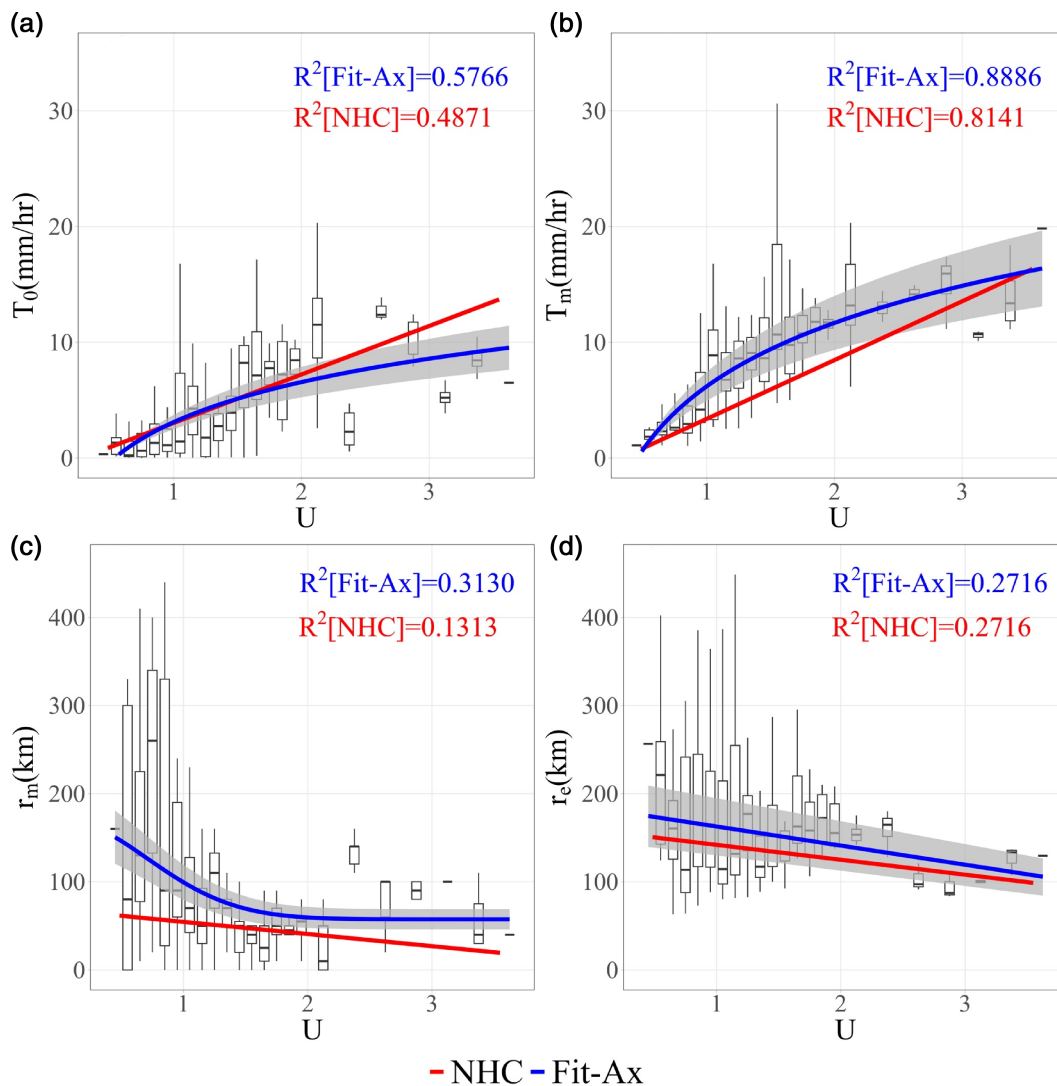 (a)
R²[Fit-Ax]=0.5766
R²[NHC]=0.4871
T₀(mm/hr)
30
20
10
0
1 2 3
U
(b)
R²[Fit-Ax]=0.8886
R²[NHC]=0.8141
Tₘ(mm/hr)
30
20
10
0
1 2 3
U
(c)
R²[Fit-Ax]=0.3130
R²[NHC]=0.1313
rₘ(km)
400
300
200
100
0
1 2 3
U
(d)
R²[Fit-Ax]=0.2716
R²[NHC]=0.2716
rₑ(km)
400
300
200
100
0
1 2 3
U
NHC Fit-Ax